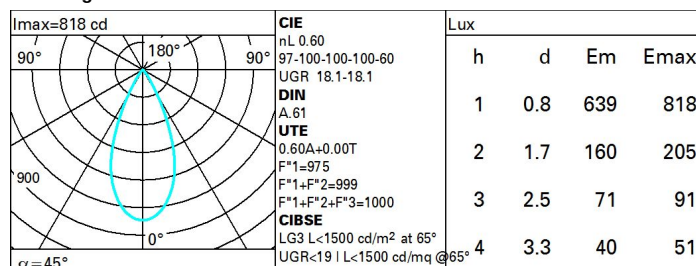 Imax=818 cd
90°
180°
90°
900
0°
α=45°
CIE
nL 0.60
97-100-100-100-60
UGR 18.1-18.1
DIN
A.61
UTE
0.60A+0.00T
F"1=975
F"1+F"2=999
F"1+F"2+F"3=1000
CIBSE
LG3 L<1500 cd/m² at 65°
UGR<19 | L<1500 cd/mq @65°
Lux
h d Em Emax
1 0.8 639 818
2 1.7 160 205
3 2.5 71 91
4 3.3 40 51